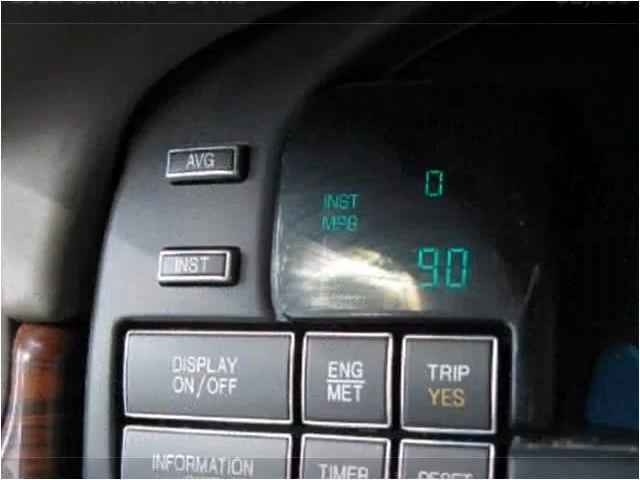 AVG
0
INST
MPG
INST
90
DISPLAY
ON/OFF
ENG
MET
TRIP
YES
INFORMATION
TIMER
RESET